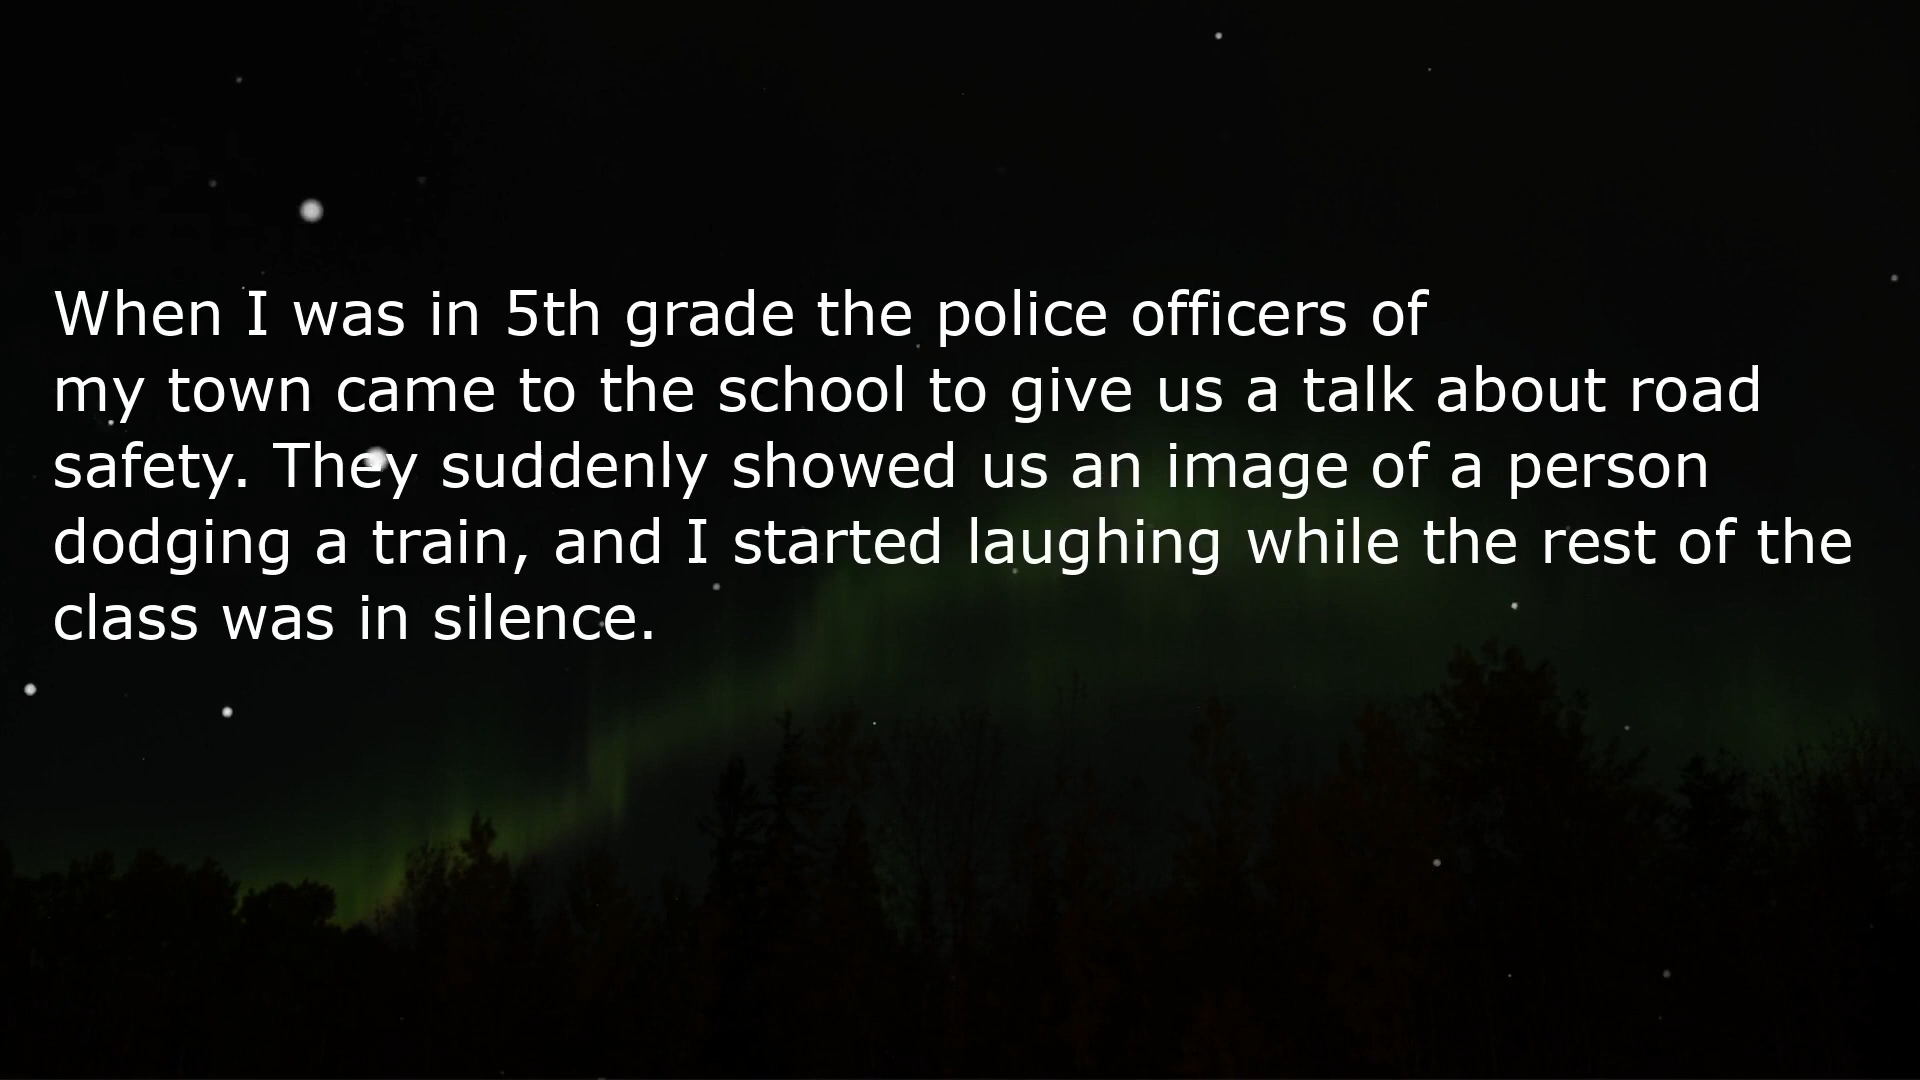 When I was in 5th grade the police officers of
my town came to the school to give us a talk about road
safety. They suddenly showed us an image of a person
dodging a train, and I started laughing while the rest of the
class was in silence.